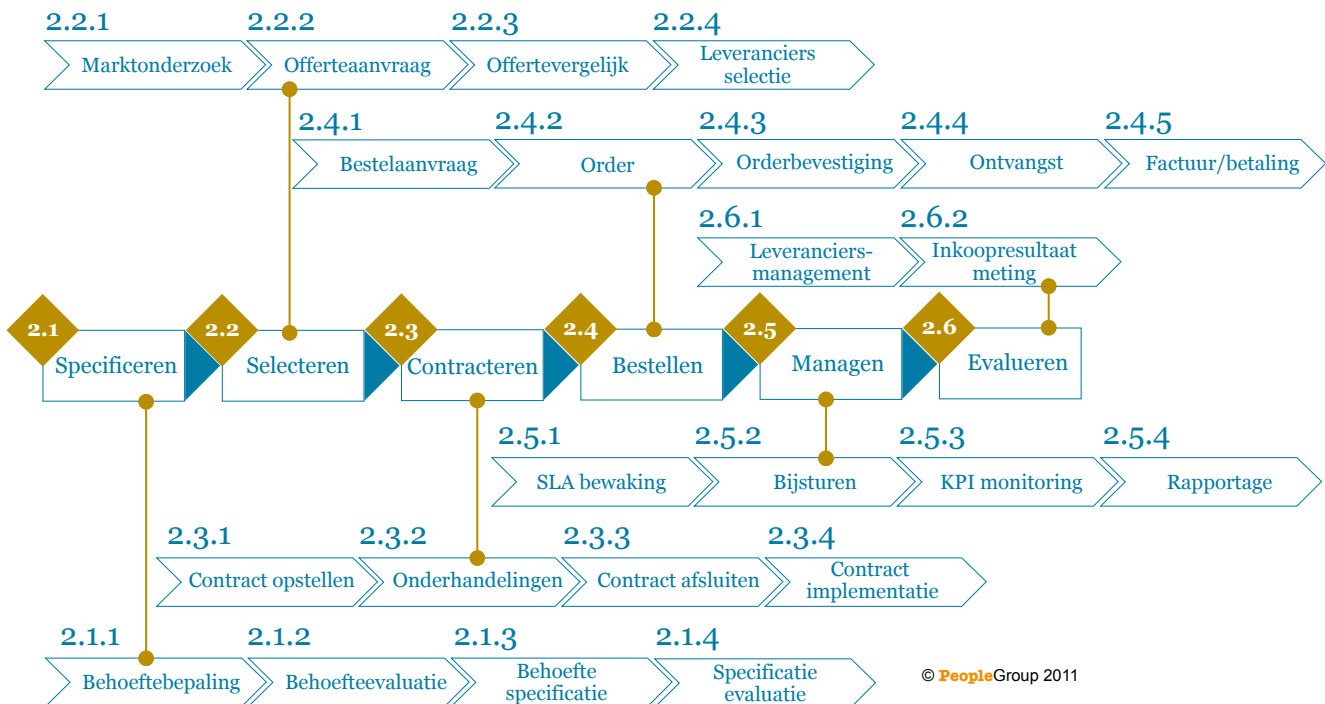 2.2.1 2.2.2 2.2.3 2.2.4
Marktonderzoek Offerteaanvraag Offertevergelijk Leveranciers
selectie
2.4.1 2.4.2 2.4.3 2.4.4 2.4.5
Bestelaanvraag Order Orderbevestiging Ontvangst Factuur/betaling
2.6.1 2.6.2
Leveranciers- Inkoopresultaat
management meting
2.1 2.2 2.3 2.4 2.5 2.6
Specificeren Selecteren Contracteren Bestellen Managen Evalueren
2.5.1 2.5.2 2.5.3 2.5.4
SLA bewaking Bijsturen KPI monitoring Rapportage
2.3.1 2.3.2 2.3.3 2.3.4
Contract opstellen Onderhandelingen Contract afsluiten Contract
implementatie
2.1.1 2.1.2 2.1.3 2.1.4
Behoeftebepaling Behoefteevaluatie Behoefte Specificatie
specificatie evaluatie
© PeopleGroup 2011